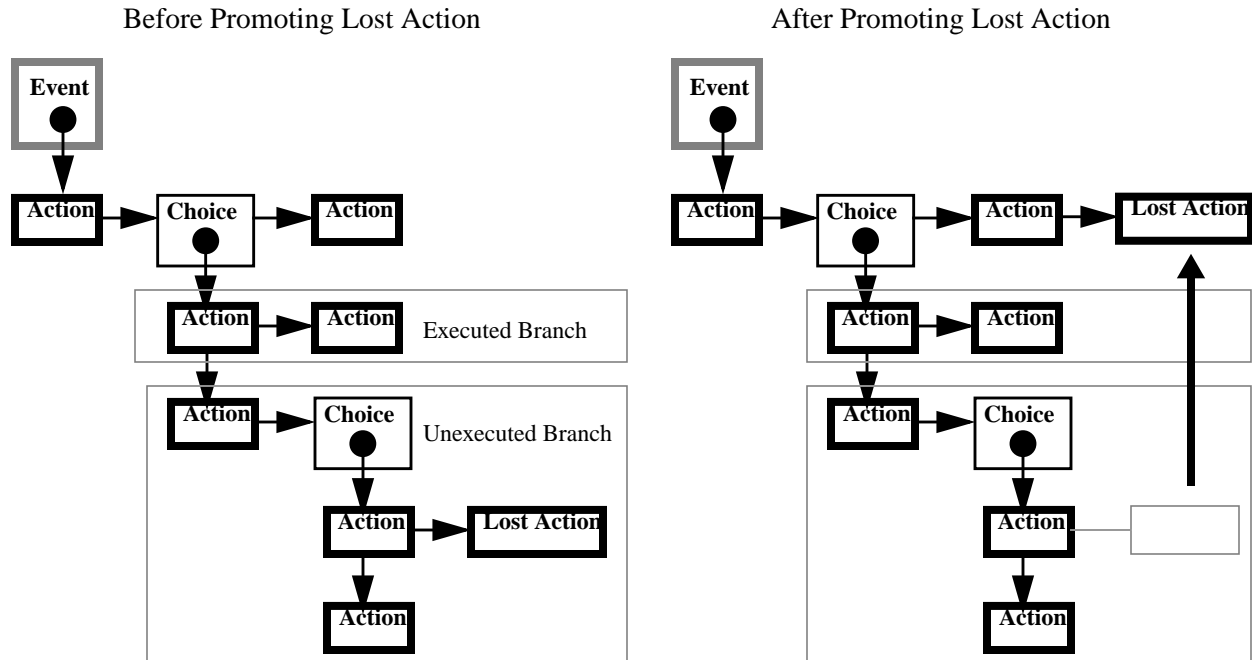 Before Promoting Lost Action
Event
Action
Choice
Action
Action
Action
Executed Branch
Action
Choice
Unexecuted Branch
Action
Lost Action
Action
After Promoting Lost Action
Event
Action
Choice
Action
Lost Action
Action
Action
Action
Choice
Action
Action